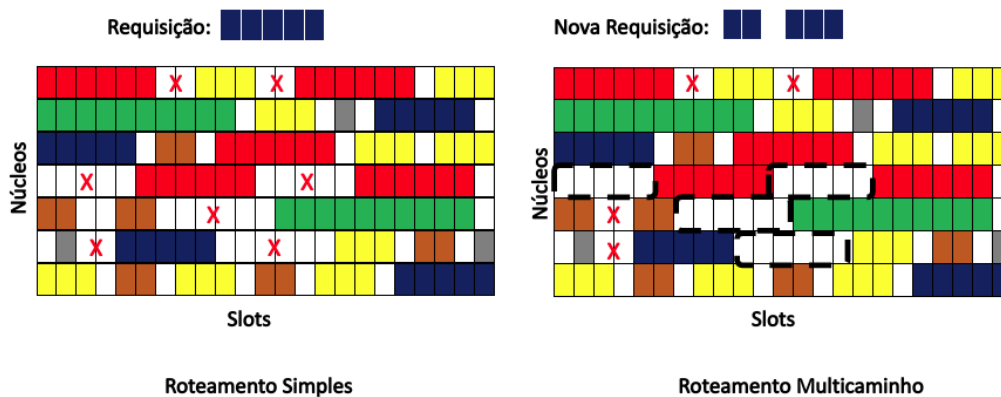 Requisição:
Nova Requisição:
X X
X X
X
X X
Núcleos
Slots
X X
X
X
Núcleos
Slots
Roteamento Simples
Roteamento Multicaminho